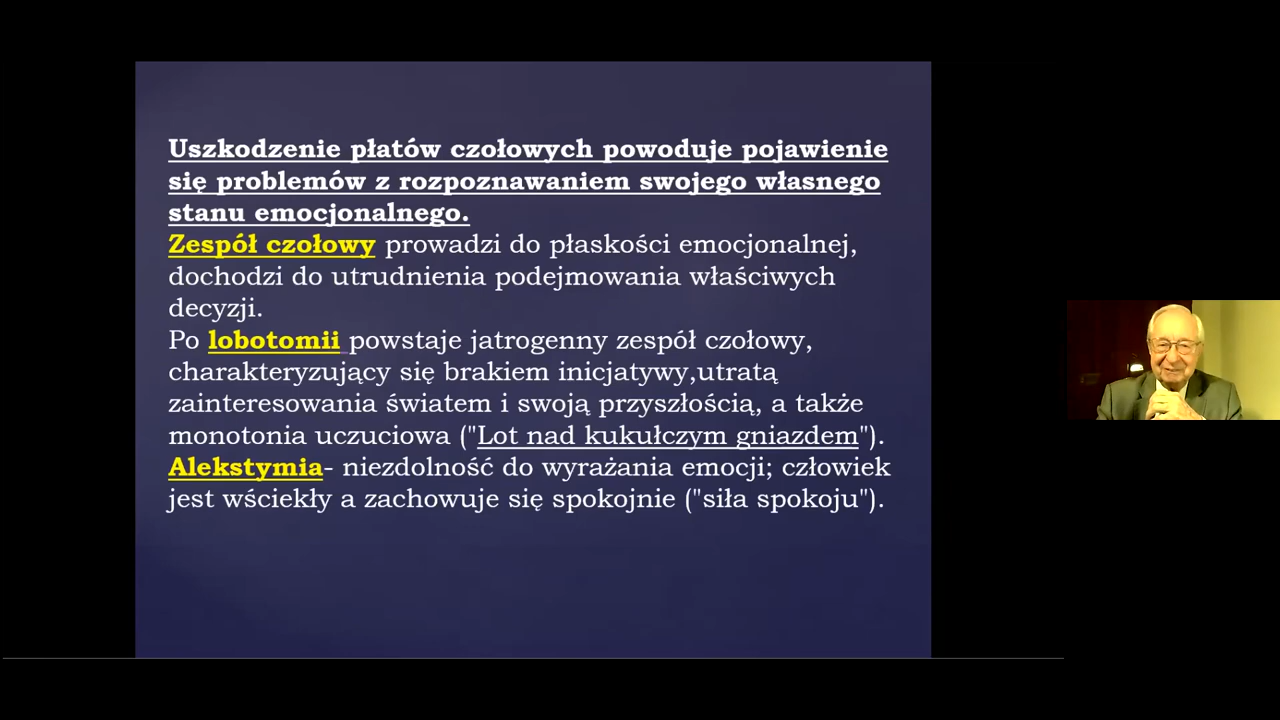 Uszkodzenie płatów czołowych powoduje pojawienie
się problemów z rozpoznawaniem swojego własnego
stanu emocjonalnego.
Zespół czołowy prowadzi do płaskości emocjonalnej,
dochodzi do utrudnienia podejmowania właściwych
decyzji.
Po lobotomii powstaje jatrogenny zespół czołowy,
charakteryzujący się brakiem inicjatywy,utratą
zainteresowania światem i swoją przyszłością, a także
monotonia uczuciowa ("Lot nad kukułczym gniazdem").
Alekstymia- niezdolność do wyrażania emocji; człowiek
jest wściekły a zachowuje się spokojnie ("siła spokoju").